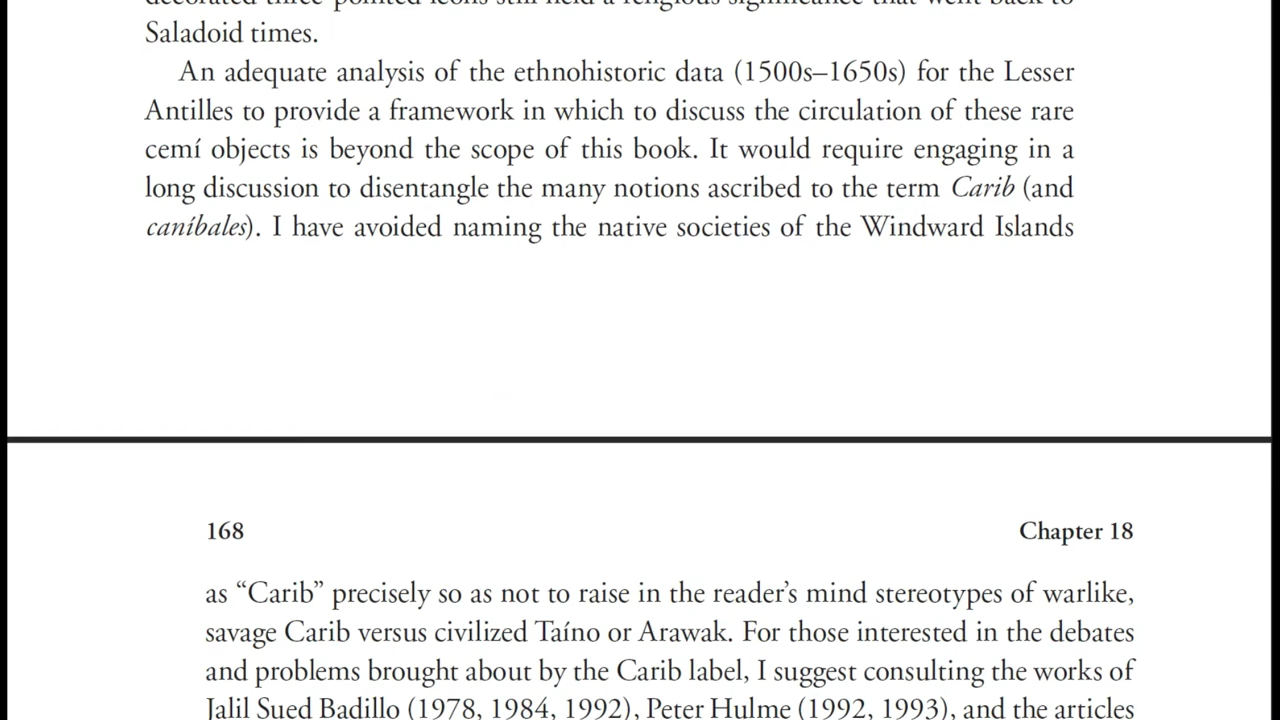 decorated three-pointed icons still held a religious significance that went back to
Saladoid times.
An adequate analysis of the ethnohistoric data (1500s–1650s) for the Lesser
Antilles to provide a framework in which to discuss the circulation of these rare
cemí objects is beyond the scope of this book. It would require engaging in a
long discussion to disentangle the many notions ascribed to the term Carib (and
caníbales). I have avoided naming the native societies of the Windward Islands
168 Chapter 18
as “Carib” precisely so as not to raise in the reader’s mind stereotypes of warlike,
savage Carib versus civilized Taíno or Arawak. For those interested in the debates
and problems brought about by the Carib label, I suggest consulting the works of
Jalil Sued Badillo (1978, 1984, 1992), Peter Hulme (1992, 1993), and the articles